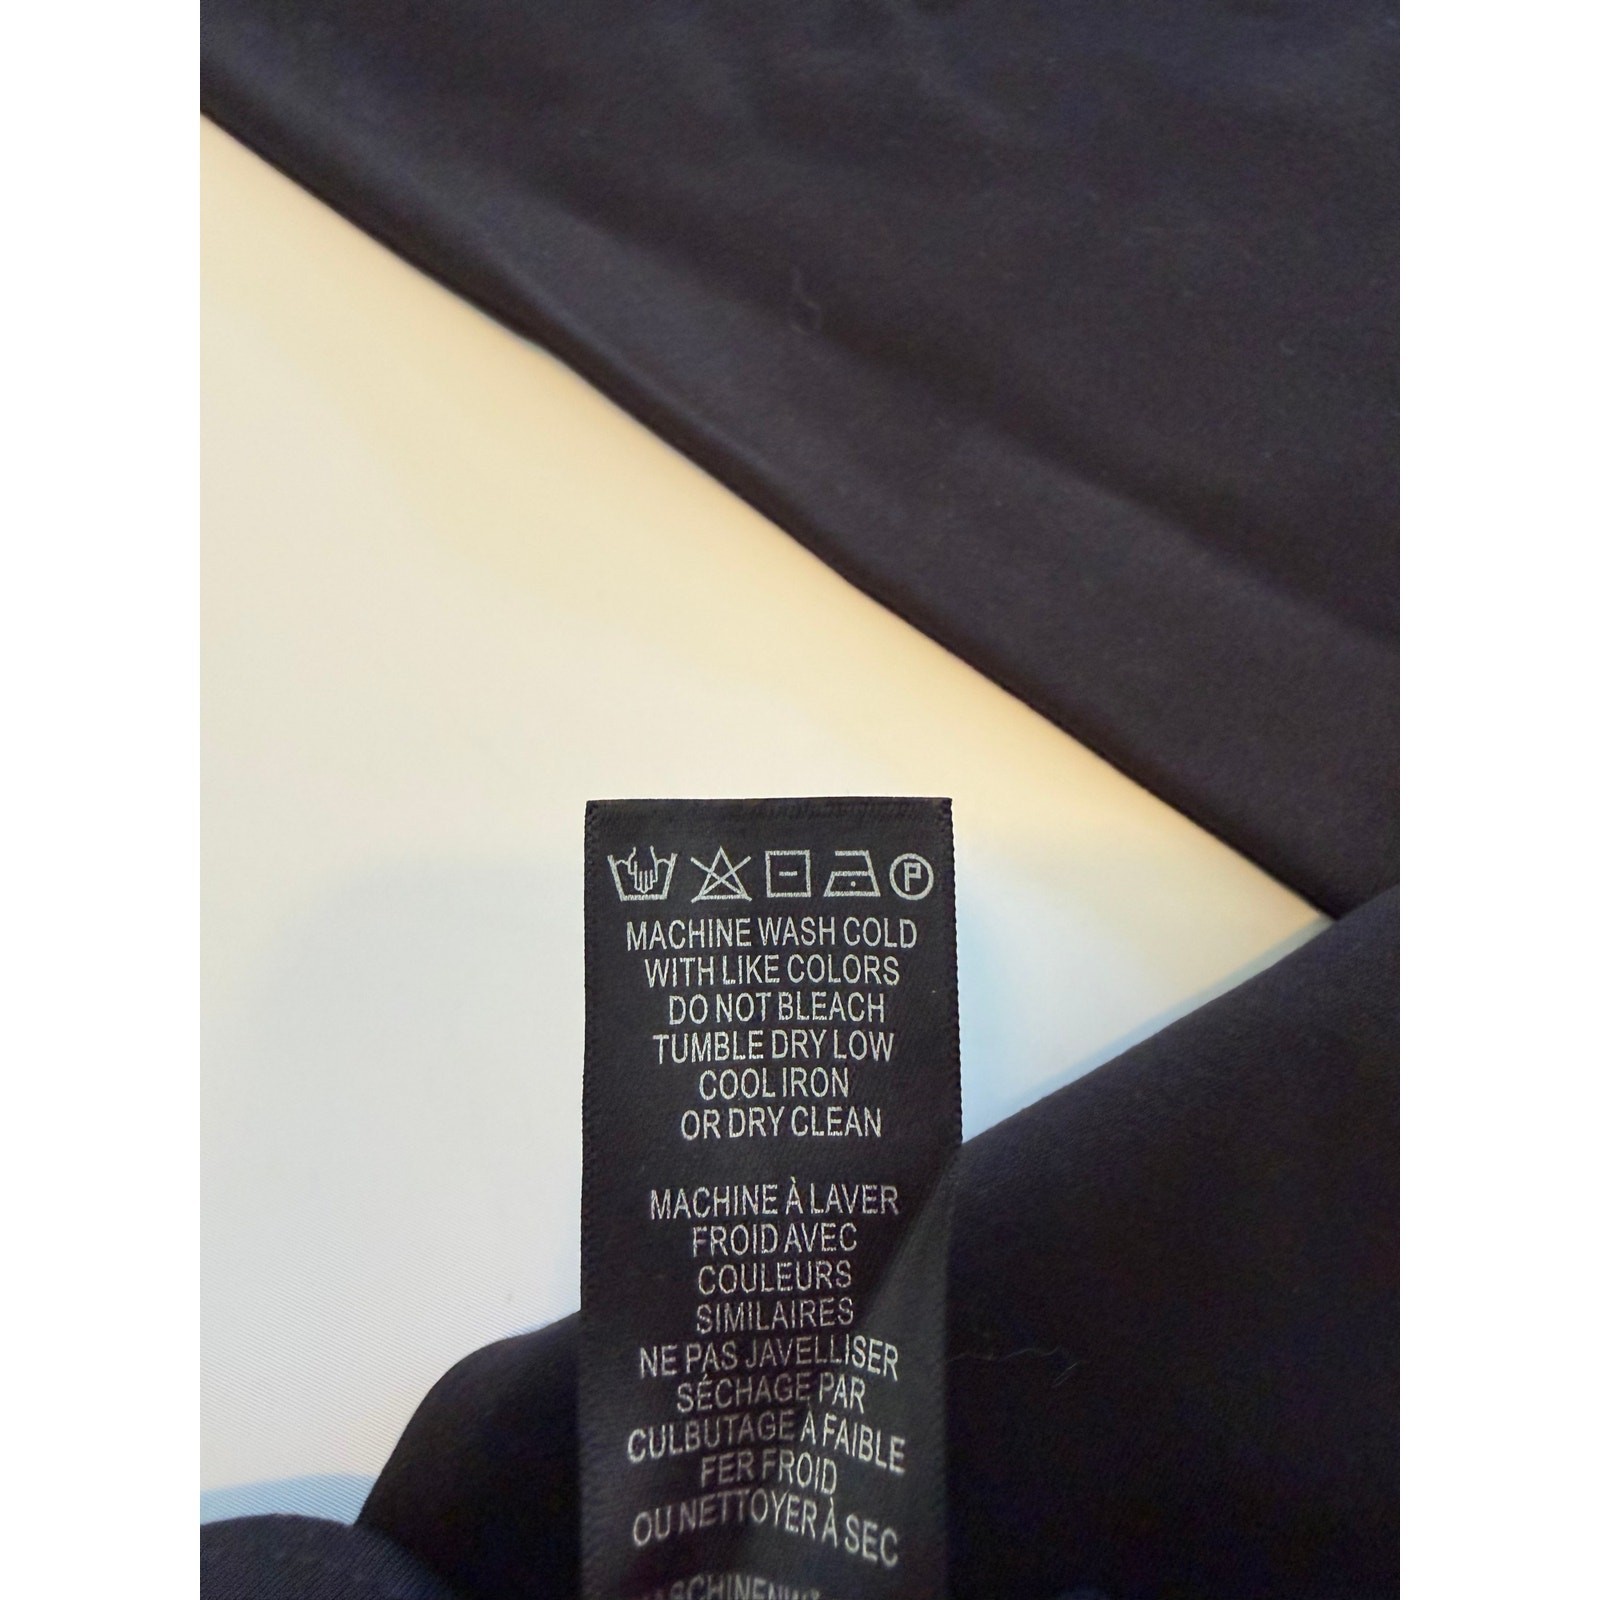 MACHINE WASH COLD
WITH LIKE COLORS
DO NOT BLEACH
TUMBLE DRY LOW
COOL IRON
OR DRY CLEAN
MACHINE À LAVER
FROID AVEC
COULEURS
SIMILAIRES
NE PAS JAVELLISER
SÉCHAGE PAR
CULBUTAGE À FAIBLE
FER FROID
OU NETTOYER À SEC